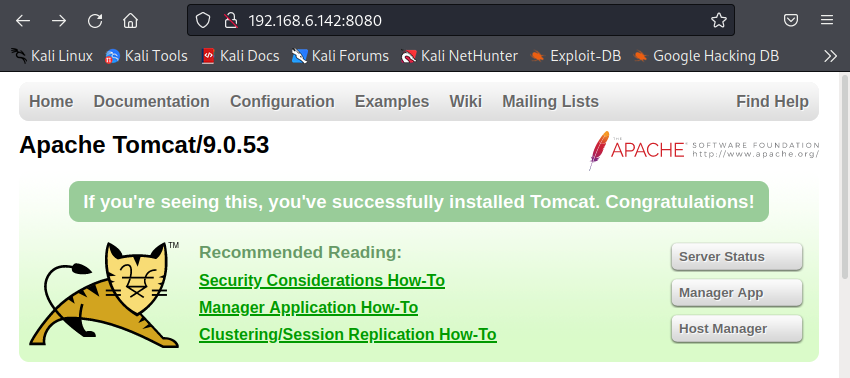 192.168.6.142:8080
Kali Linux Kali Tools Kali Docs Kali Forums Kali NetHunter Exploit-DB Google Hacking DB
Home Documentation Configuration Examples Wiki Mailing Lists Find Help
Apache Tomcat/9.0.53
THE
APACHE® SOFTWARE FOUNDATION
http://www.apache.org/
If you're seeing this, you've successfully installed Tomcat. Congratulations!
TM
Recommended Reading:
Security Considerations How-To
Manager Application How-To
Clustering/Session Replication How-To
Server Status
Manager App
Host Manager